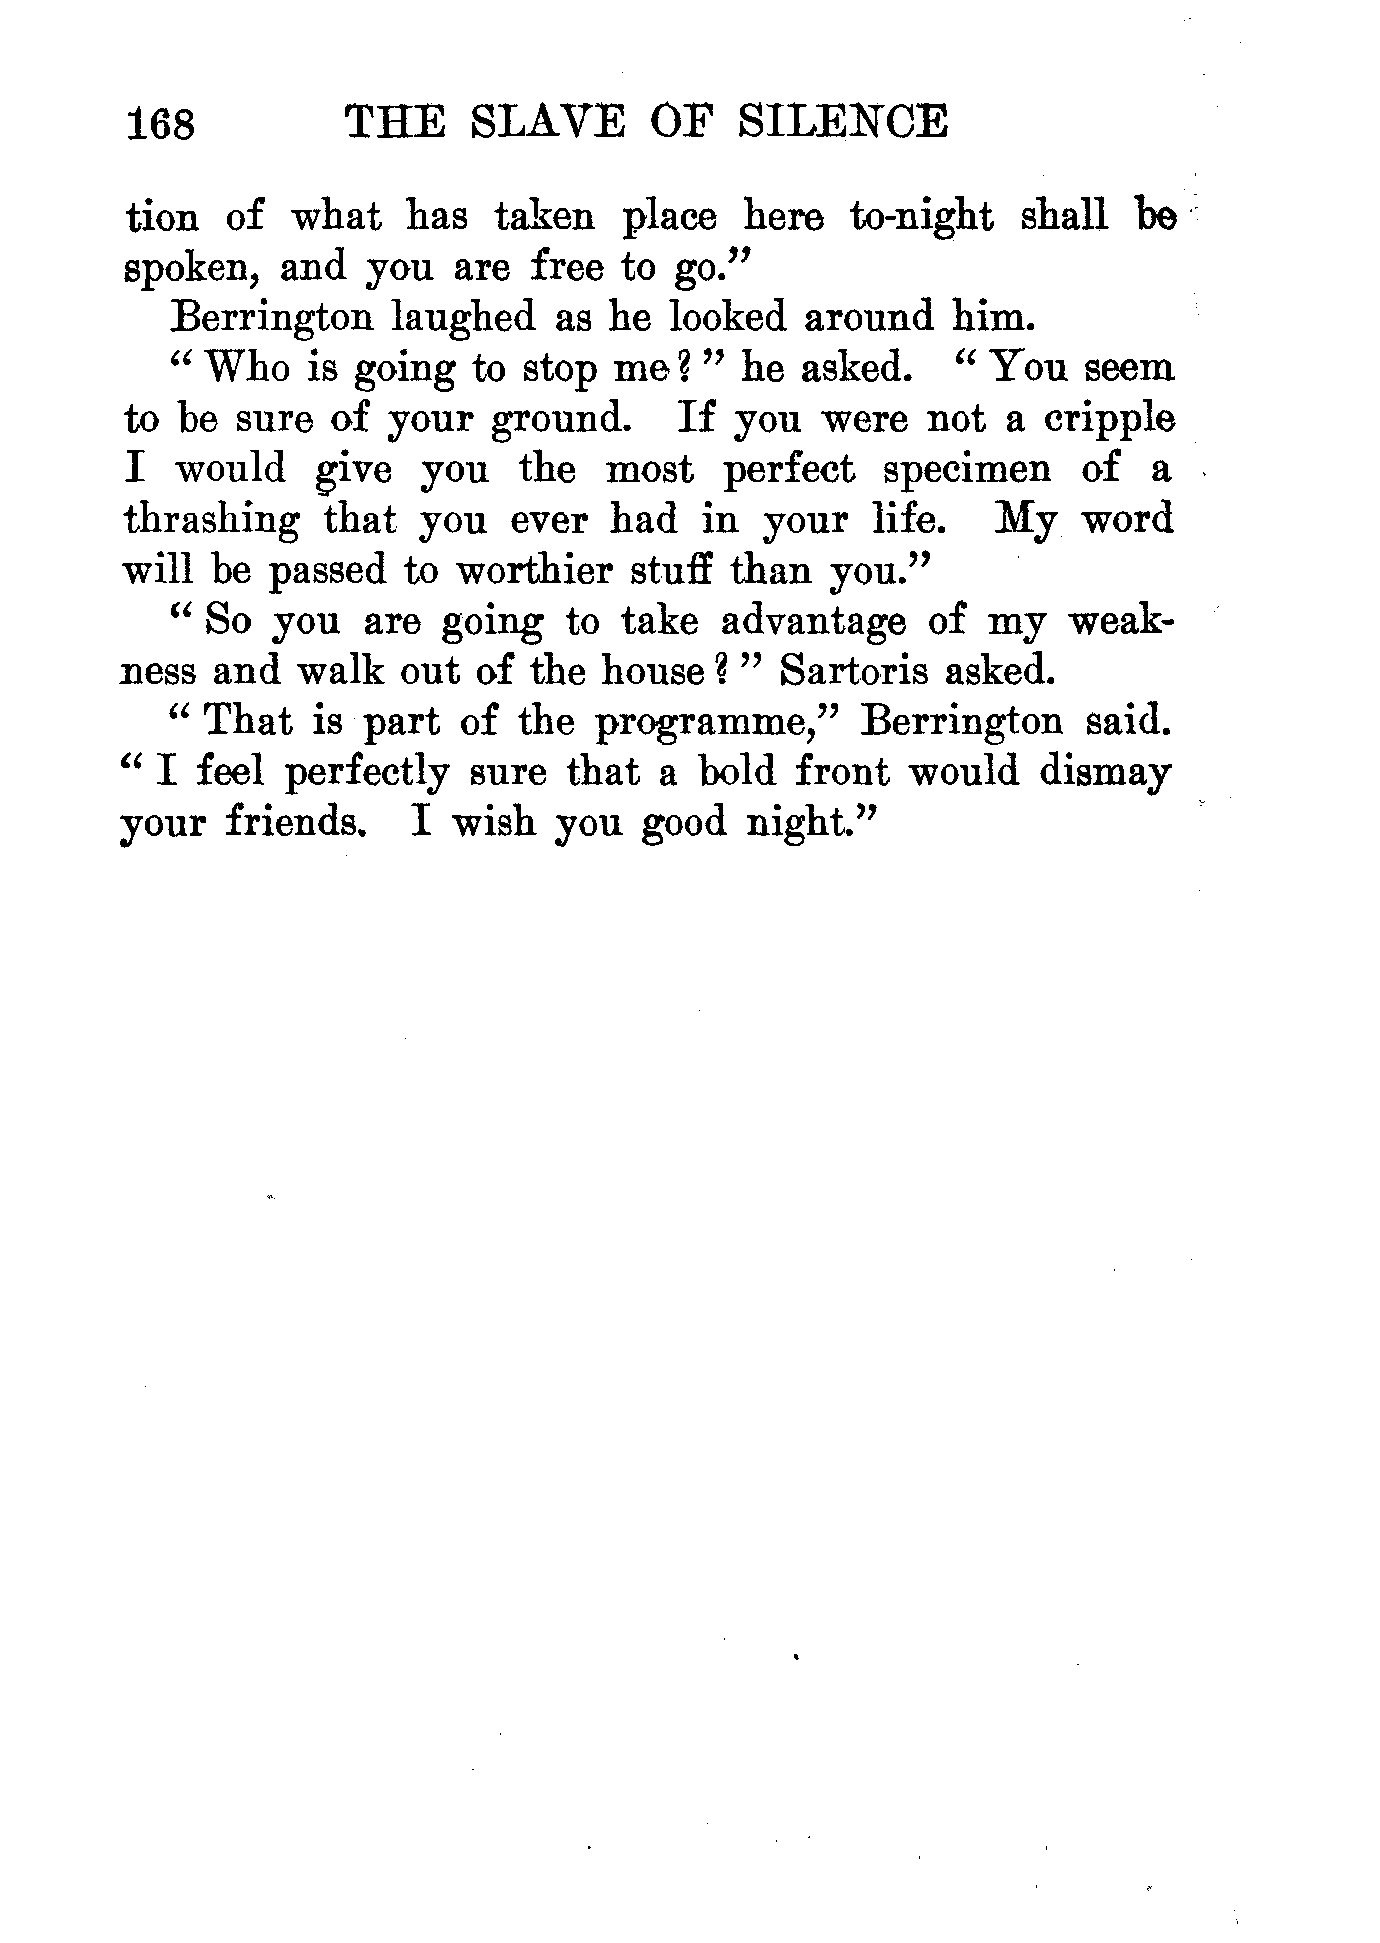 168 THE SLAVE OF SILENCE
tion of what has taken place here to-night shall be
spoken, and you are free to go.”
Berrington laughed as he looked around him.
“ Who is going to stop me? ” he asked. “ You seem
to be sure of your ground. If you were not a cripple
I would give you the most perfect specimen of a
thrashing that you ever had in your life. My word
will be passed to worthier stuff than you.”
“ So you are going to take advantage of my weak-
ness and walk out of the house? ” Sartoris asked.
“ That is part of the programme,” Berrington said.
“ I feel perfectly sure that a bold front would dismay
your friends. I wish you good night.”